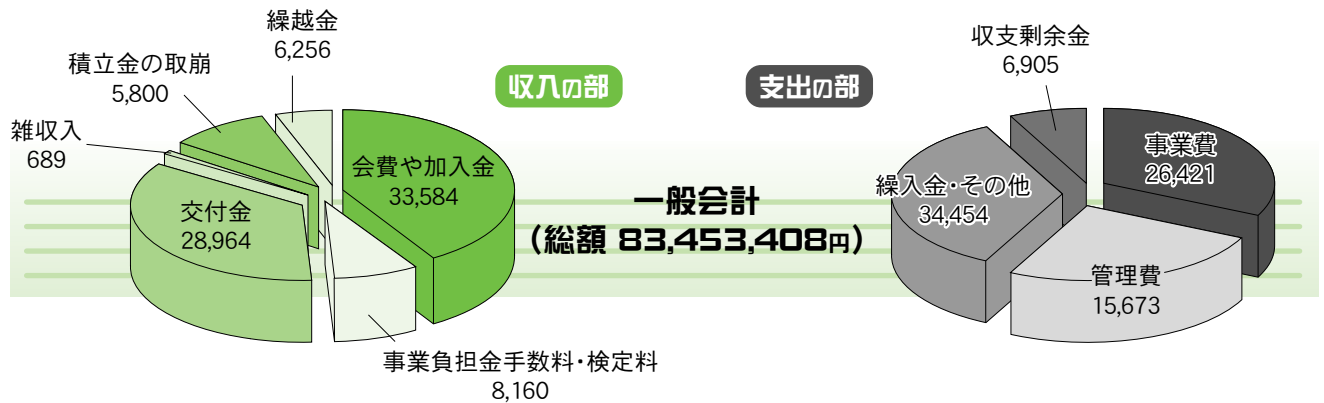 収入の部
繰越金
6,256
積立金の取崩
5,800
雑収入
689
交付金
28,964
会費や加入金
33,584
事業負担金手数料・検定料
8,160
一般会計
（総額 83,453,408円）
支出の部
収支剰余金
6,905
事業費
26,421
繰入金・その他
34,454
管理費
15,673